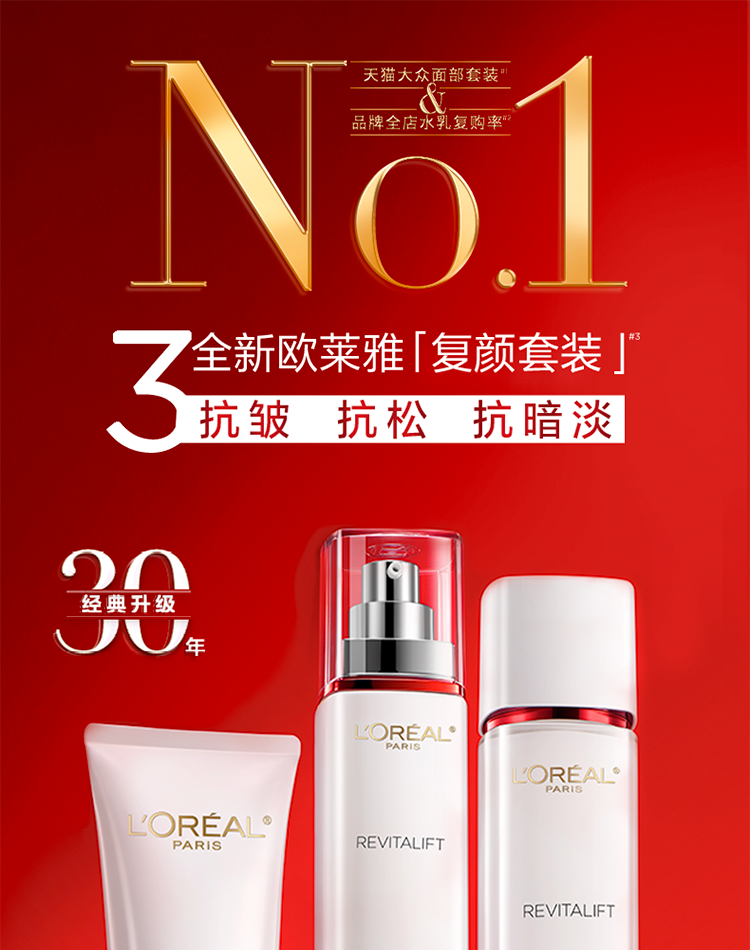 No.1
天猫大众面部套装#1
&
品牌全店水乳复购率#2
3
全新欧莱雅「复颜套装」#3
抗皱 抗松 抗暗淡
30年
经典升级
L'ORÉAL®
PARIS
L'ORÉAL®
PARIS
REVITALIFT
L'ORÉAL®
PARIS
REVITALIFT